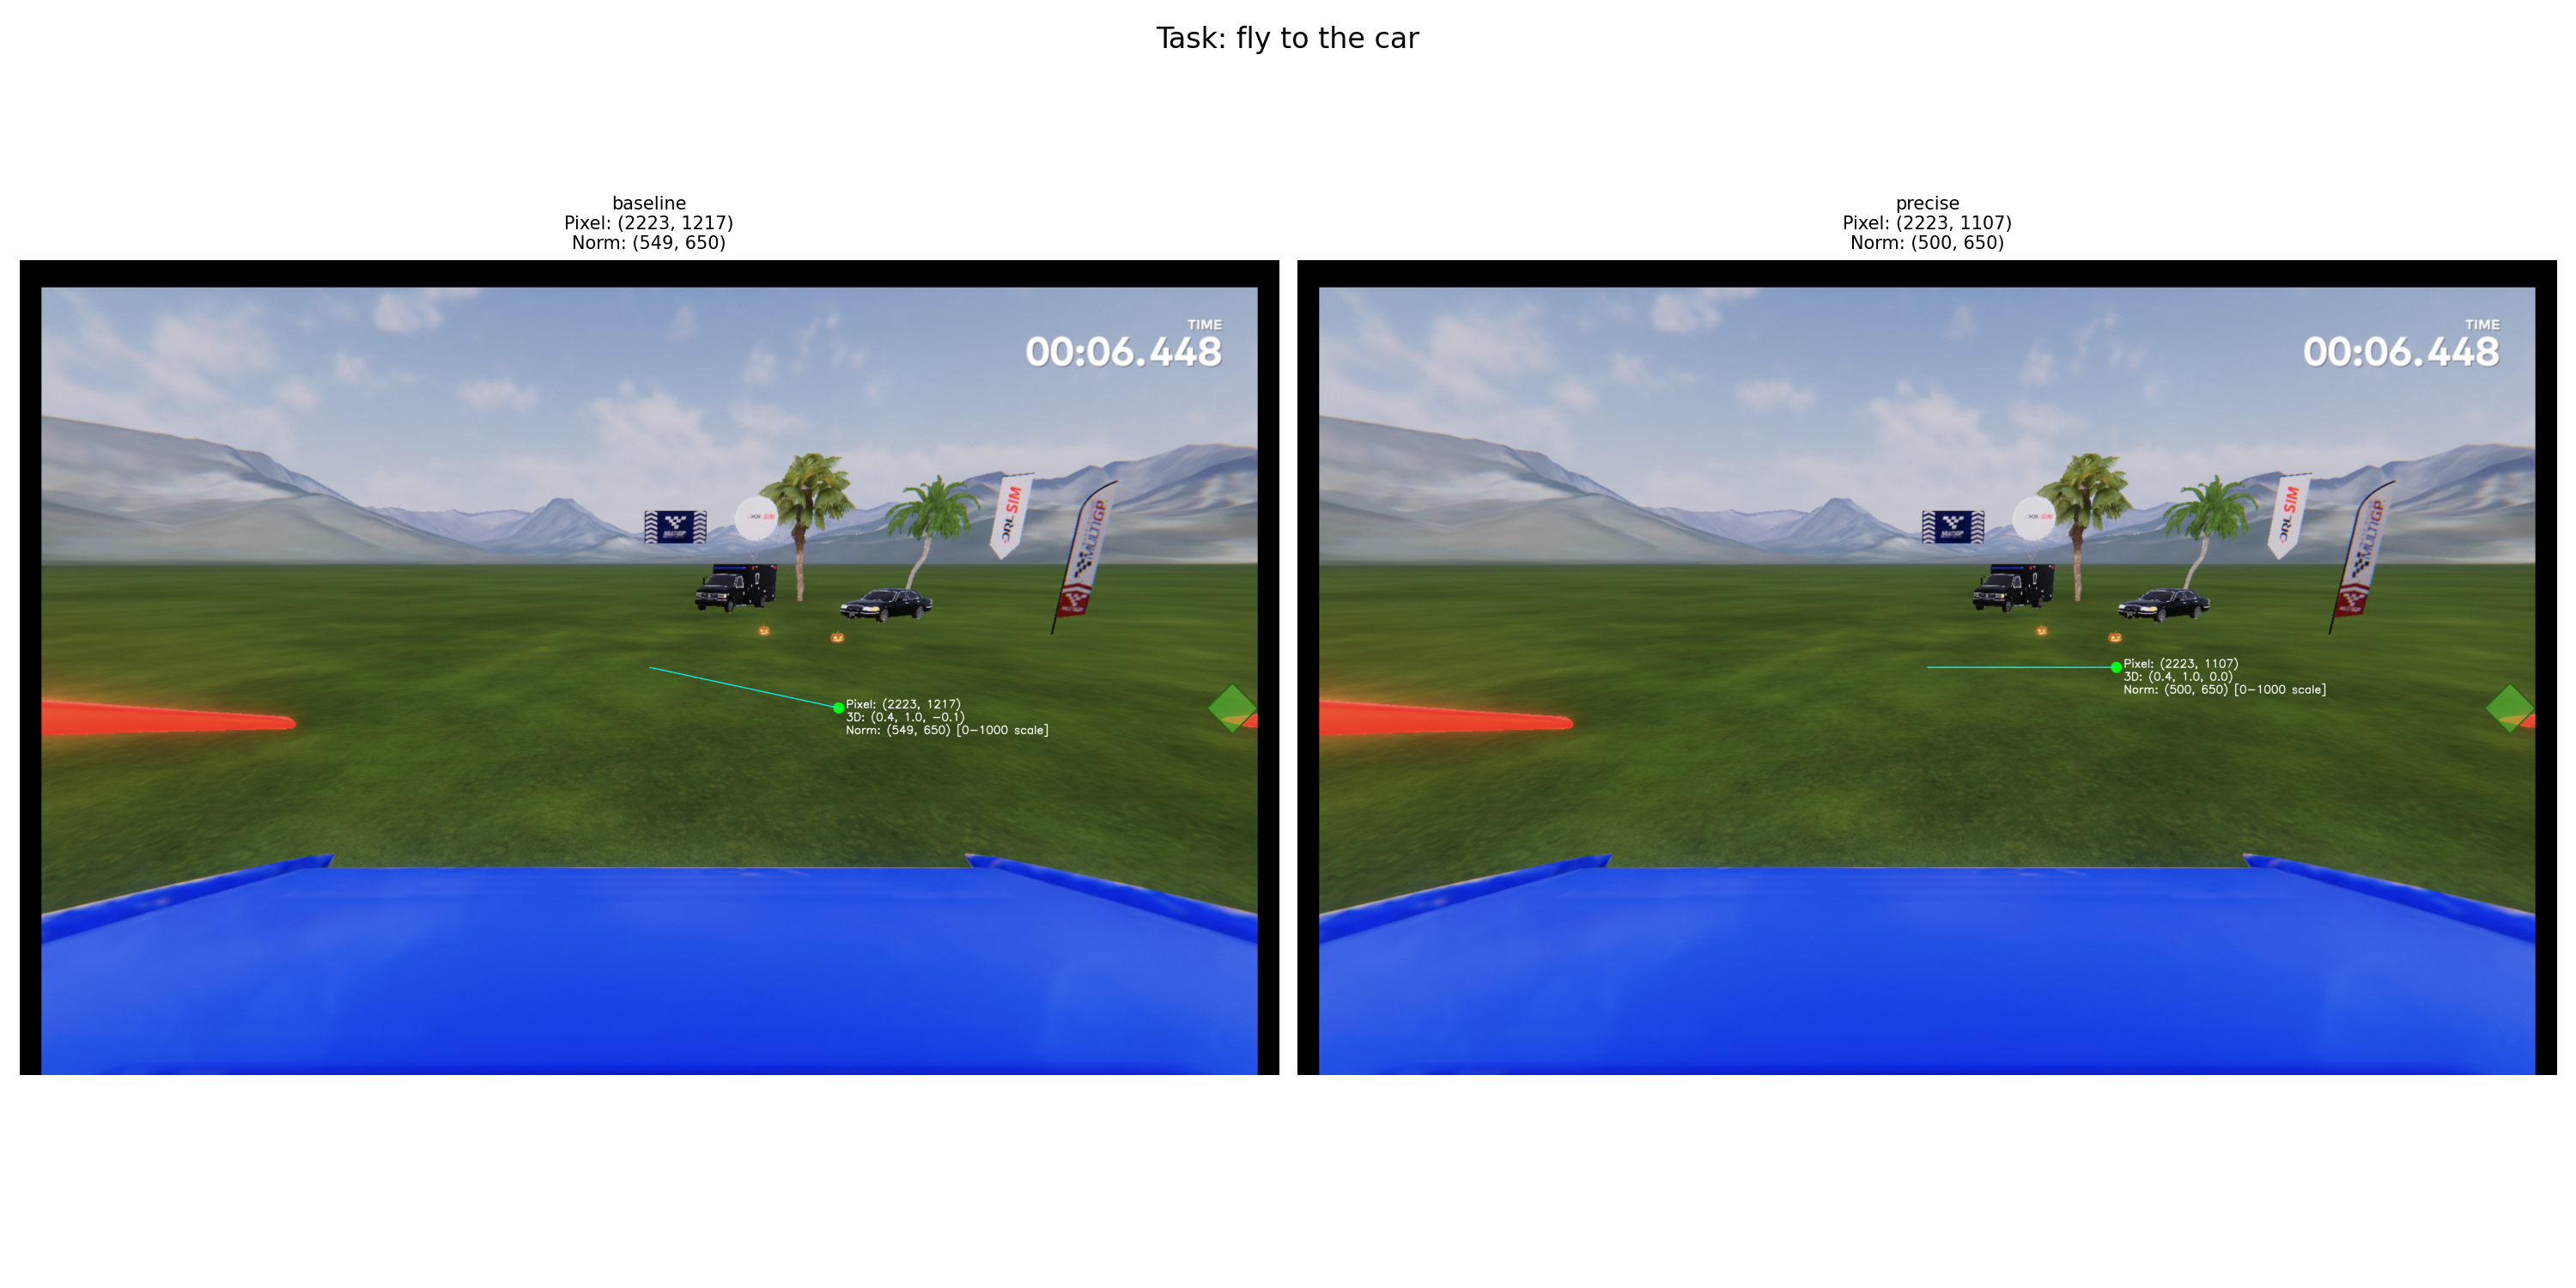 Task: fly to the car
baseline
Pixel: (2223, 1217)
Norm: (549, 650)
TIME
00:06.448
MULTIGP
DRL SIM
MULTIGP
Pixel: (2223, 1217)
3D: (0.4, 1.0, −0.1)
Norm: (549, 650) [0−1000 scale]
precise
Pixel: (2223, 1107)
Norm: (500, 650)
TIME
00:06.448
MULTIGP
DRL SIM
MULTIGP
Pixel: (2223, 1107)
3D: (0.4, 1.0, 0.0)
Norm: (500, 650) [0−1000 scale]